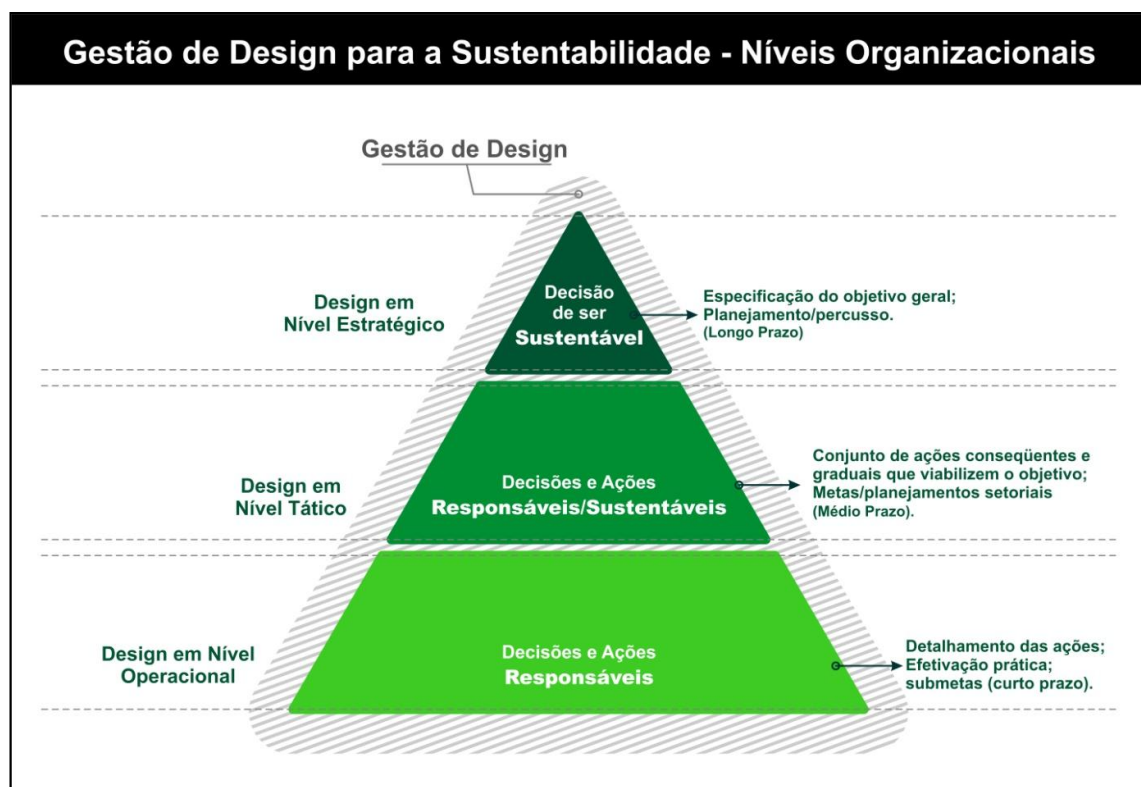 Gestão de Design para a Sustentabilidade - Níveis Organizacionais
Gestão de Design
Design em
Nível Estratégico
Decisão
de ser
Sustentável
Especificação do objetivo geral;
Planejamento/percusso.
(Longo Prazo)
Design em
Nível Tático
Decisões e Ações
Responsáveis/Sustentáveis
Conjunto de ações conseqüentes e
graduais que viabilizem o objetivo;
Metas/planejamentos setoriais
(Médio Prazo).
Design em Nível
Operacional
Decisões e Ações
Responsáveis
Detalhamento das ações;
Efetivação prática;
submetas (curto prazo).